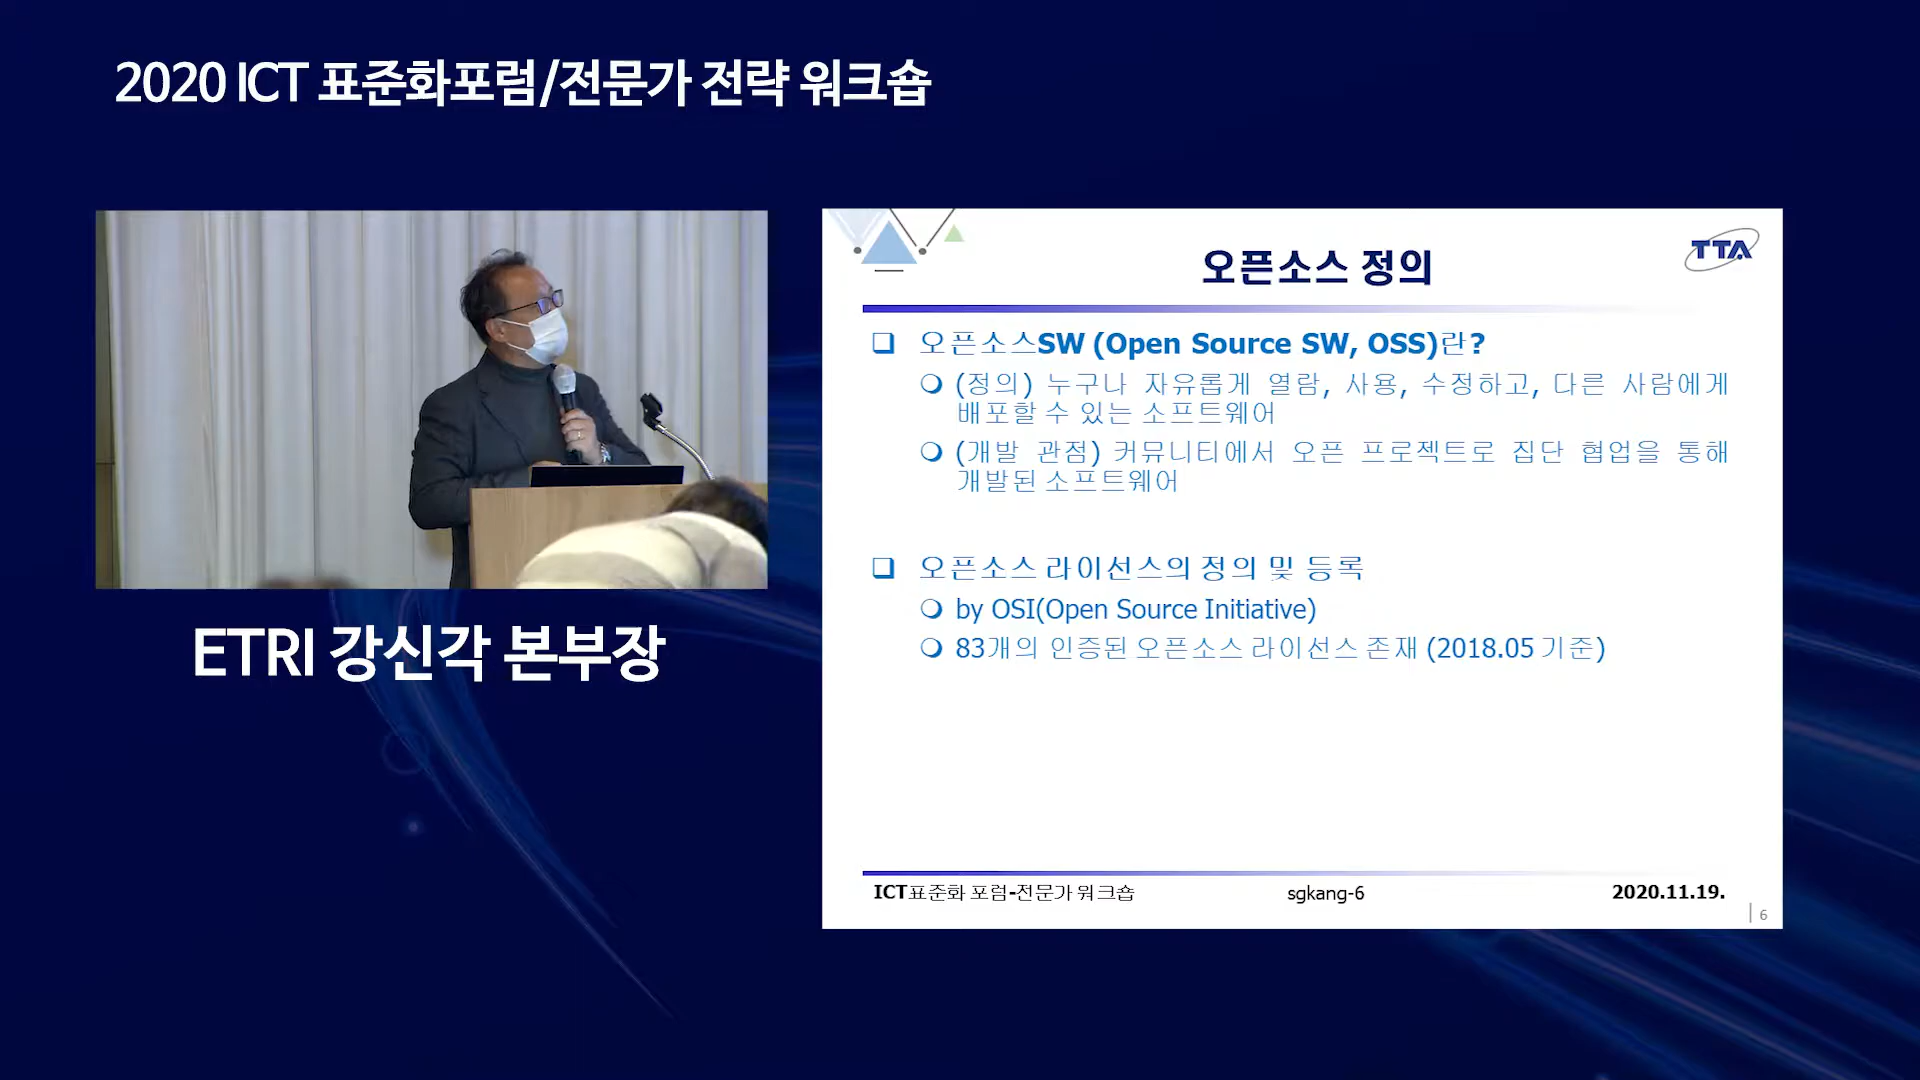 2020 ICT 표준화포럼/전문가 전략 워크숍
ETRI 강신각 본부장
TTA
오픈소스 정의
오픈소스SW (Open Source SW, OSS)란?
(정의) 누구나 자유롭게 열람, 사용, 수정하고, 다른 사람에게
배포할 수 있는 소프트웨어
(개발 관점) 커뮤니티에서 오픈 프로젝트로 집단 협업을 통해
개발된 소프트웨어
오픈소스 라이선스의 정의 및 등록
by OSI(Open Source Initiative)
83개의 인증된 오픈소스 라이선스 존재 (2018.05 기준)
ICT표준화 포럼-전문가 워크숍
sgkang-6
2020.11.19.
6